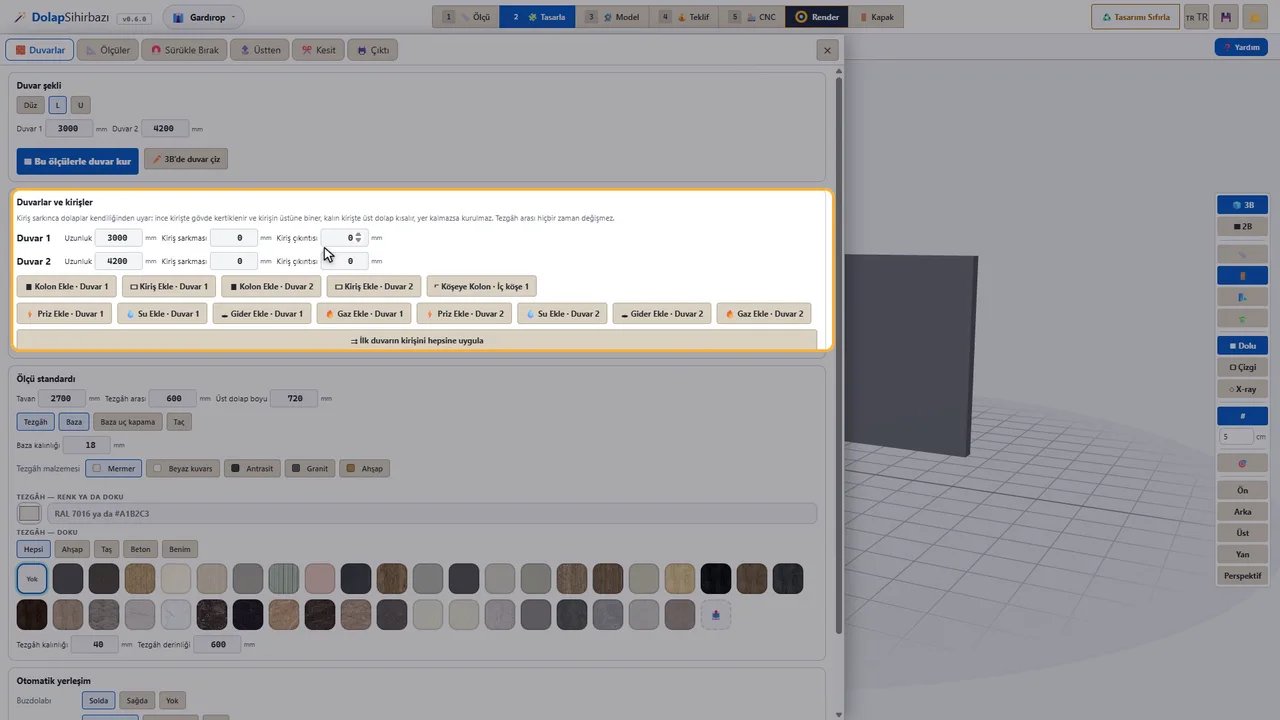 DolapSihirbazı v0.6.0 Gardırop 1 Ölçü 2 Tasarla 3 Model 4 Teklif 5 CNC Render Kapak Tasarımı Sıfırla TR TR
Duvarlar Ölçüler Sürükle Bırak Üstten Kesit Çıktı ×
Yardım
Duvar şekli
Düz L U
Duvar 1 3000 mm Duvar 2 4200 mm
Bu ölçülerle duvar kur 3B'de duvar çiz
Duvarlar ve kirişler
Kiriş sarkınca dolaplar kendiliğinden uyar: ince kirişte gövde kertiklenir ve kirişin üstüne biner, kalın kirişte üst dolap kısalır, yer kalmazsa kurulmaz. Tezgâh arası hiçbir zaman değişmez.
Duvar 1 Uzunluk 3000 mm Kiriş sarkması 0 mm Kiriş çıkıntısı 0 mm
Duvar 2 Uzunluk 4200 mm Kiriş sarkması 0 mm Kiriş çıkıntısı 0 mm
Kolon Ekle · Duvar 1 Kiriş Ekle · Duvar 1 Kolon Ekle · Duvar 2 Kiriş Ekle · Duvar 2 Köşeye Kolon · İç köşe 1
Priz Ekle · Duvar 1 Su Ekle · Duvar 1 Gider Ekle · Duvar 1 Gaz Ekle · Duvar 1 Priz Ekle · Duvar 2 Su Ekle · Duvar 2 Gider Ekle · Duvar 2 Gaz Ekle · Duvar 2
İlk duvarın kirişini hepsine uygula
Ölçü standardı
Tavan 2700 mm Tezgâh arası 600 mm Üst dolap boyu 720 mm
Tezgâh Baza Baza uç kapama Taç
Baza kalınlığı 18 mm
Tezgâh malzemesi Mermer Beyaz kuvars Antrasit Granit Ahşap
TEZGÂH — RENK YA DA DOKU
RAL 7016 ya da #A1B2C3
TEZGÂH — DOKU
Hepsi Ahşap Taş Beton Benim
Yok
Tezgâh kalınlığı 40 mm Tezgâh derinliği 600 mm
Otomatik yerleşim
Buzdolabı Solda Sağda Yok
3B
2B
Dolu
Çizgi
X-ray
#
5 cm
Ön
Arka
Üst
Yan
Perspektif